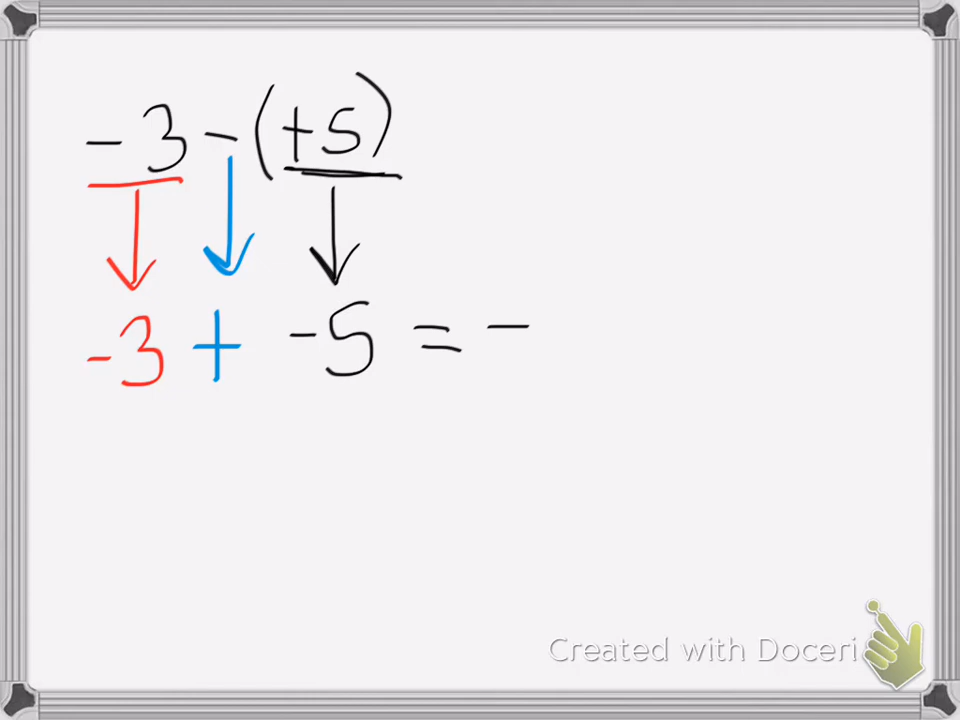 -3 - (+5)
-3 + -5 = -
Created with Doceri